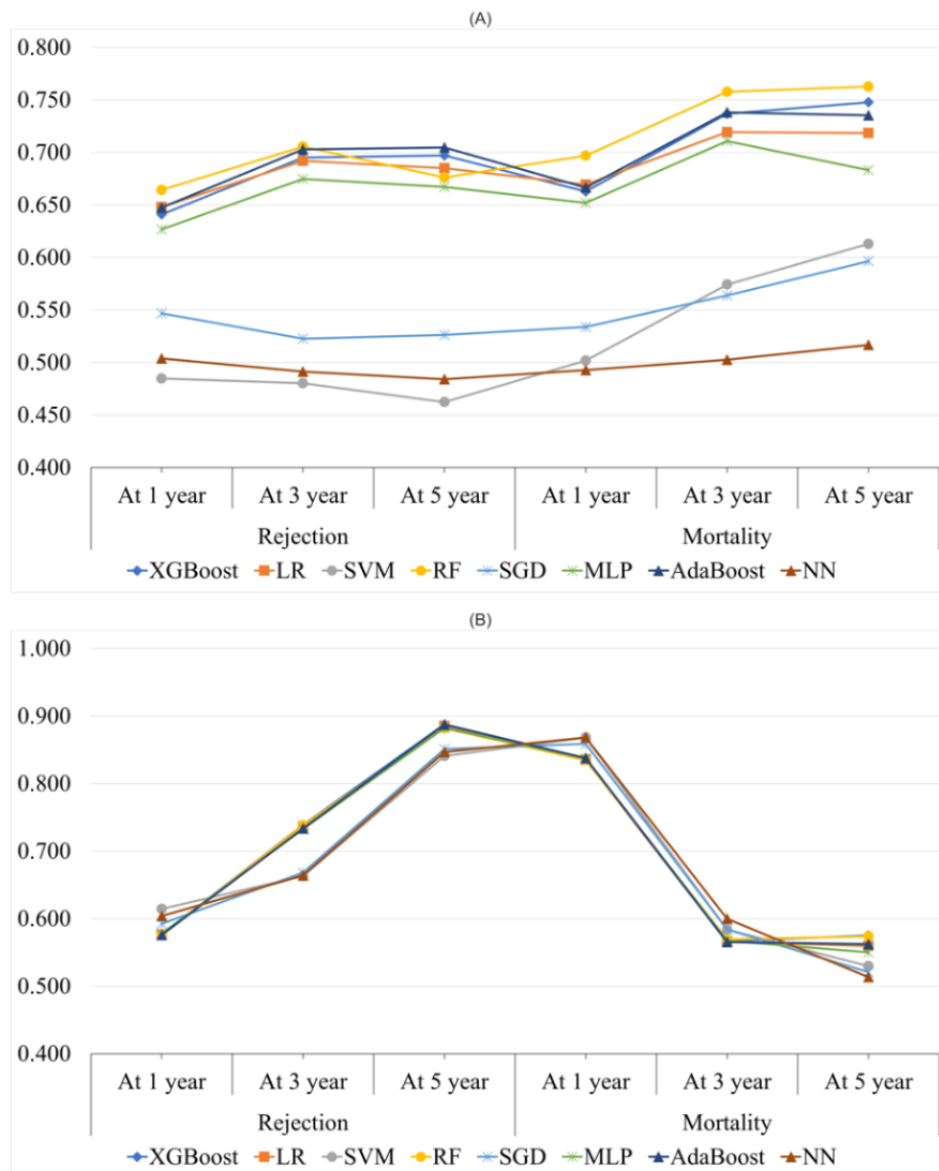 (A)
0.800
0.750
0.700
0.650
0.600
0.550
0.500
0.450
0.400
At 1 year At 3 year At 5 year At 1 year At 3 year At 5 year
Rejection Mortality
XGBoost LR SVM RF SGD MLP AdaBoost NN
(B)
1.000
0.900
0.800
0.700
0.600
0.500
0.400
At 1 year At 3 year At 5 year At 1 year At 3 year At 5 year
Rejection Mortality
XGBoost LR SVM RF SGD MLP AdaBoost NN